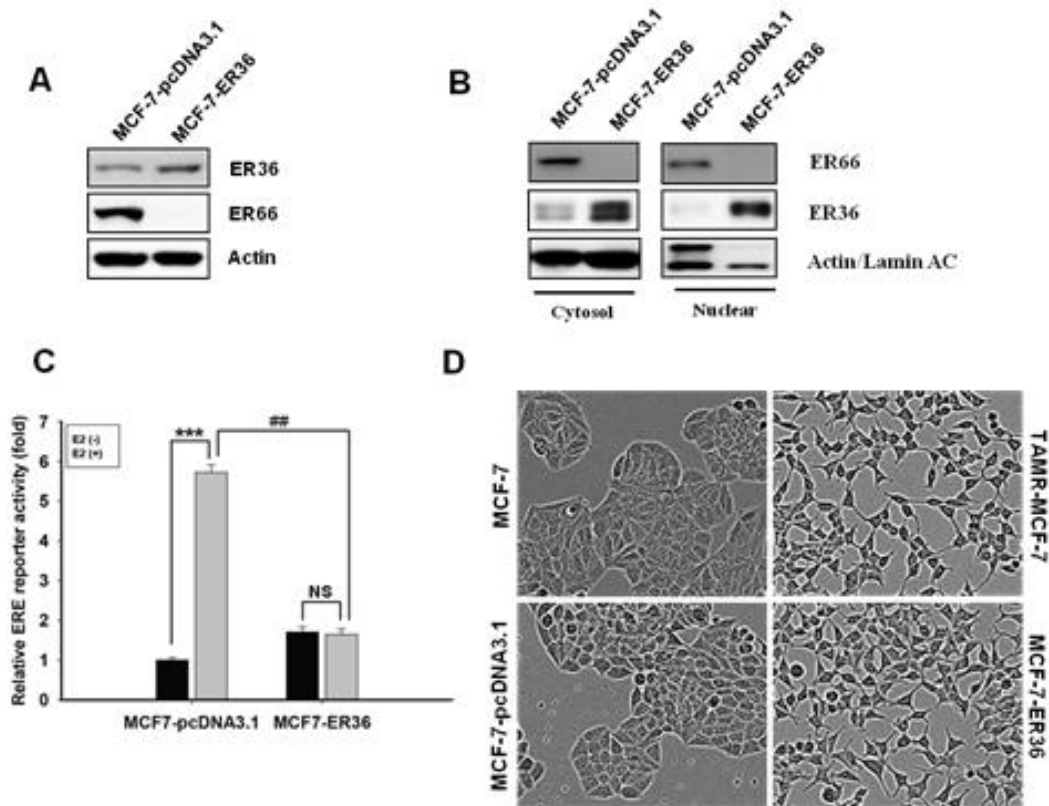 A
MCF-7-pcDNA3.1
MCF-7-ER36
ER36
ER66
Actin
B
MCF-7-pcDNA3.1
MCF-7-ER36
MCF-7-pcDNA3.1
MCF-7-ER36
ER66
ER36
Actin/Lamin AC
Cytosol
Nuclear
C
Relative ERE reporter activity (fold)
7
6
5
4
3
2
1
0
E2 (-)
E2 (+)
***
##
NS
MCF7-pcDNA3.1
MCF7-ER36
D
MCF-7
TAMR-MCF-7
MCF-7-pcDNA3.1
MCF-7-ER36